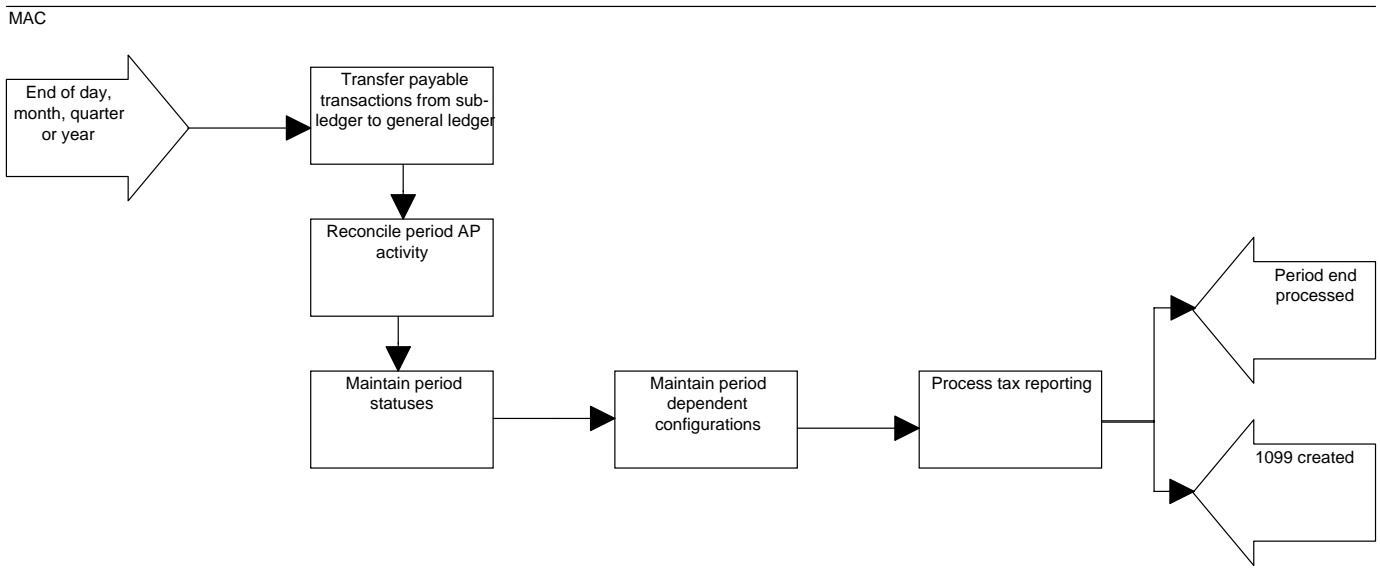 MAC
End of day,
month, quarter
or year
Transfer payable
transactions from sub-
ledger to general ledger
Reconcile period AP
activity
Maintain period
statuses
Maintain period
dependent
configurations
Process tax reporting
Period end
processed
1099 created